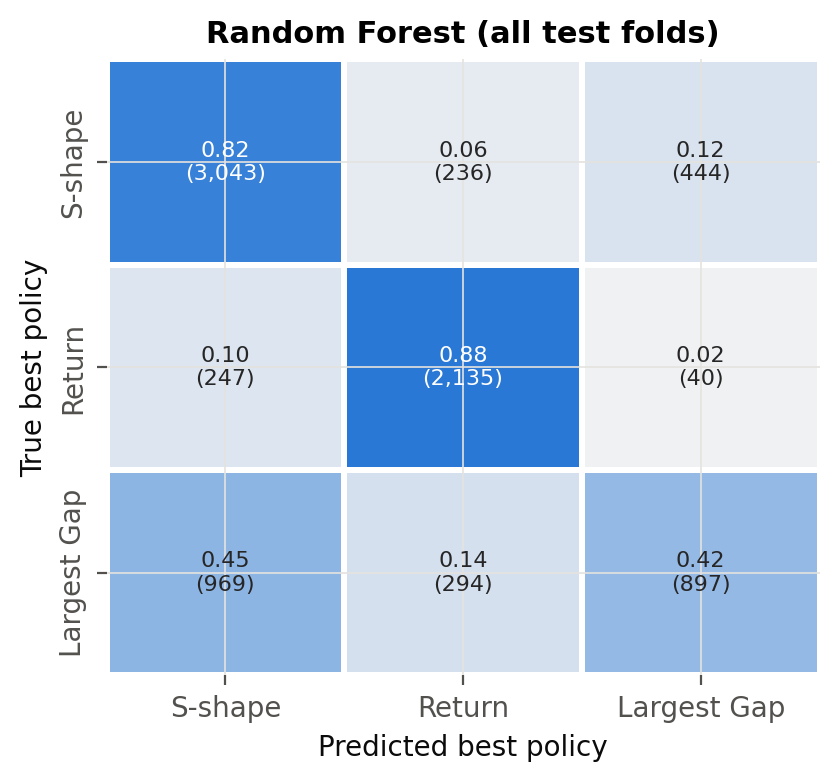 Random Forest (all test folds)
True best policy
S-shape
0.82
(3,043)
0.06
(236)
0.12
(444)
Return
0.10
(247)
0.88
(2,135)
0.02
(40)
Largest Gap
0.45
(969)
0.14
(294)
0.42
(897)
S-shape
Return
Largest Gap
Predicted best policy